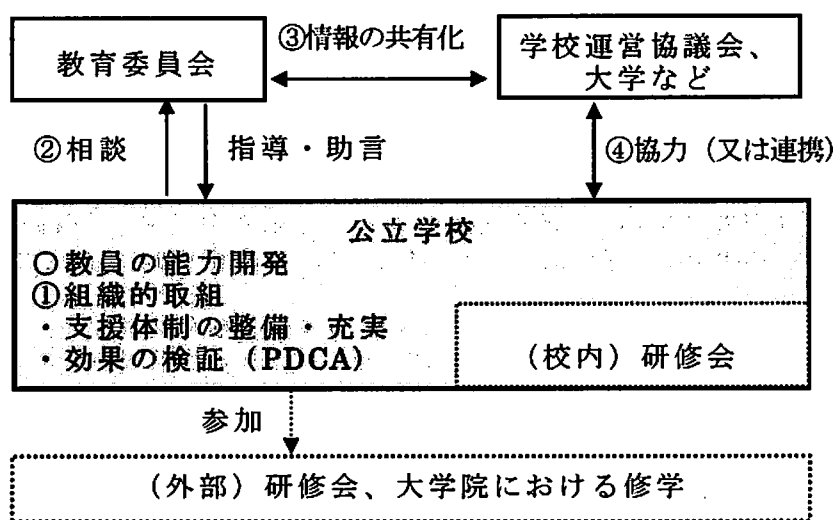 教育委員会
③情報の共有化
学校運営協議会、
大学など
②相談
指導・助言
④協力（又は連携）
公立学校
○教員の能力開発
①組織的取組
・支援体制の整備・充実
・効果の検証（PDCA）
（校内）研修会
参加
（外部）研修会、大学院における修学